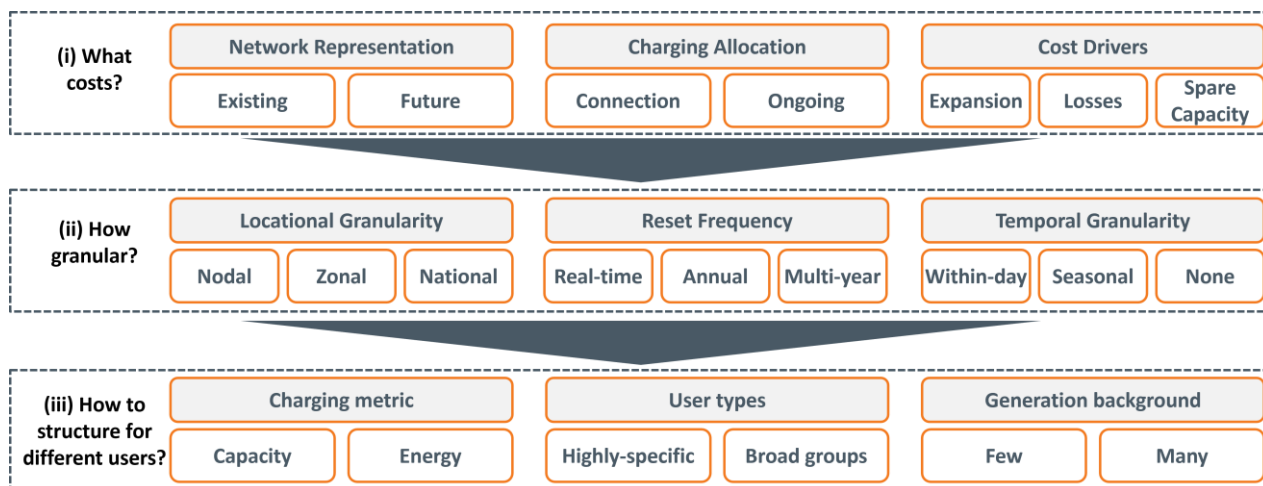 (i) What
costs?
Network Representation
Charging Allocation
Cost Drivers
Existing
Future
Connection
Ongoing
Expansion
Losses
Spare
Capacity
(ii) How
granular?
Locational Granularity
Reset Frequency
Temporal Granularity
Nodal
Zonal
National
Real-time
Annual
Multi-year
Within-day
Seasonal
None
(iii) How to
structure for
different users?
Charging metric
User types
Generation background
Capacity
Energy
Highly-specific
Broad groups
Few
Many